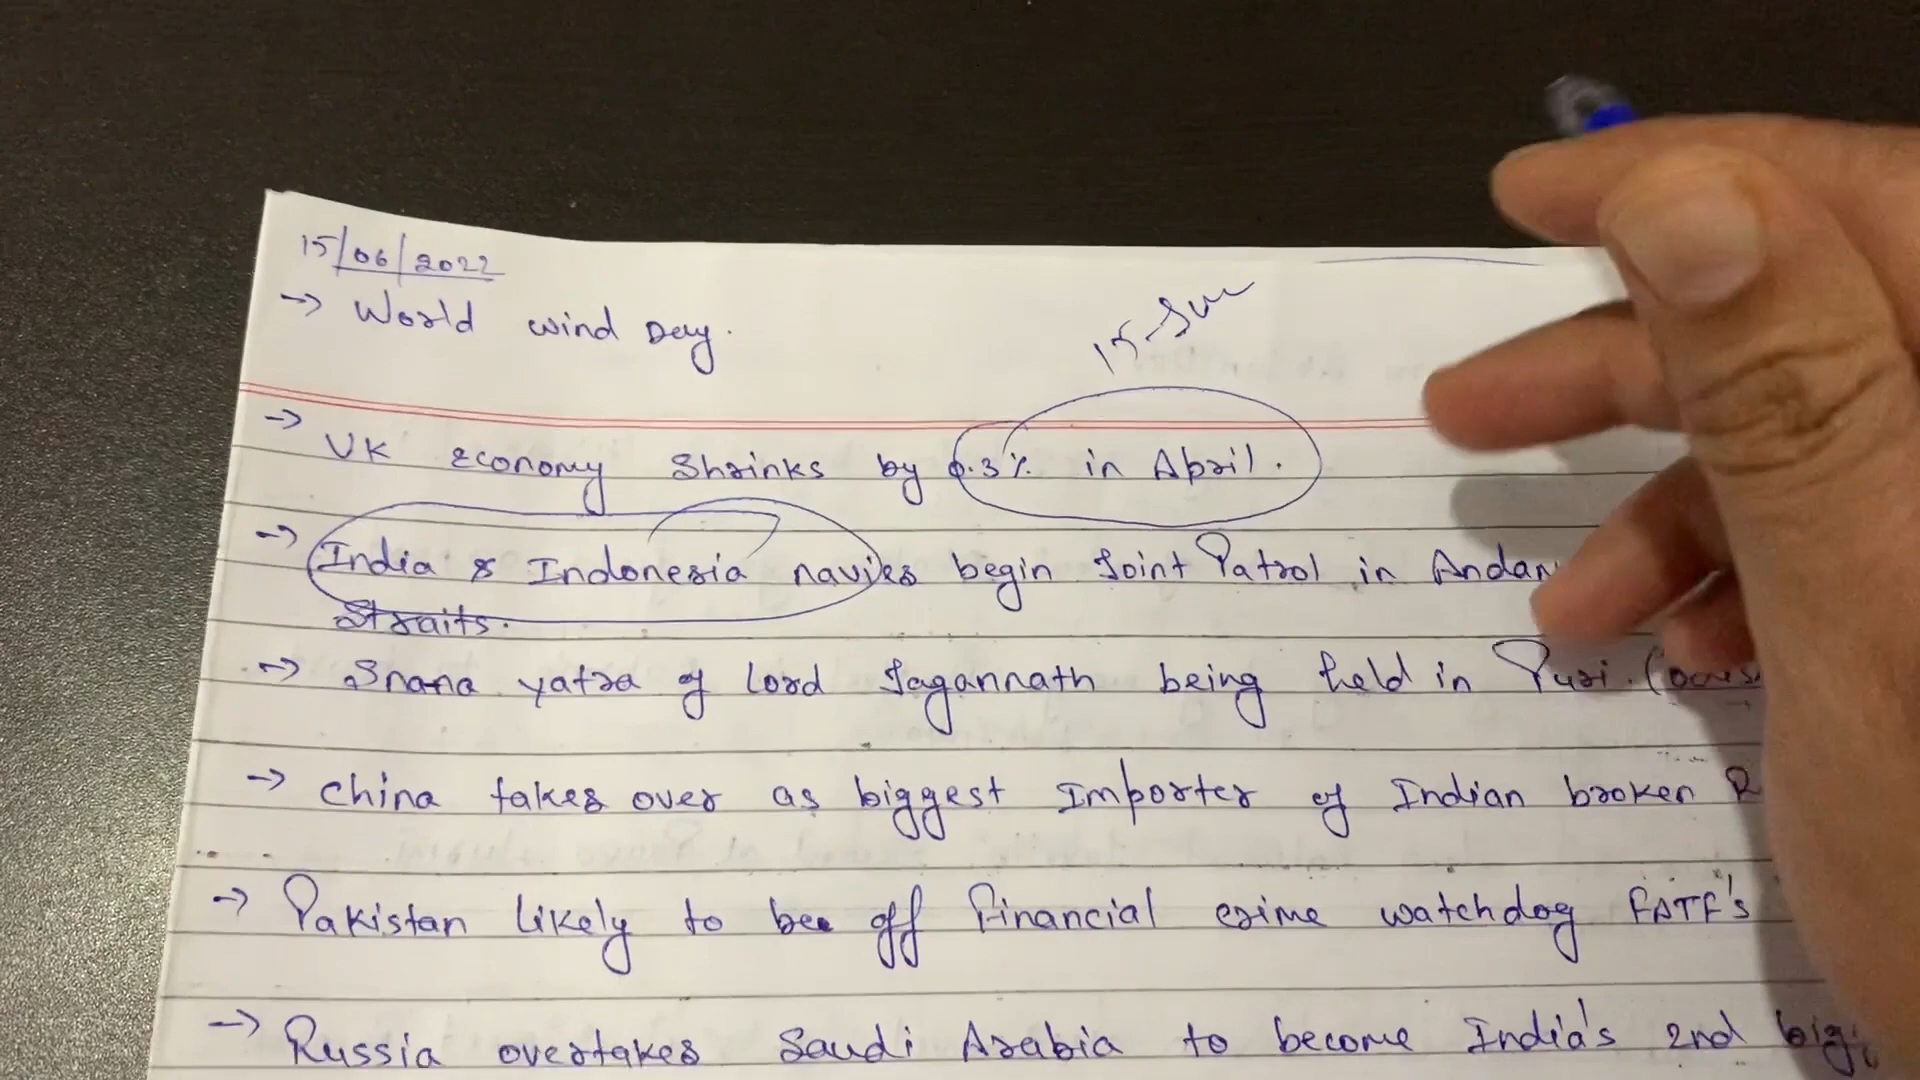 15/06/2022
→ World wind Day.
15-Jun
→ UK economy Shrinks by 0.3% in April.
→ India & Indonesia navies begin Joint Patrol in
Straits.
→ Snana yatra of Lord Jagannath being held in Puri.
→ China takes over as biggest Importer of Indian broken
→ Pakistan likely to be off Financial crime watchdog FATF's
→ Russia overtakes Saudi Arabia to become India's 2nd